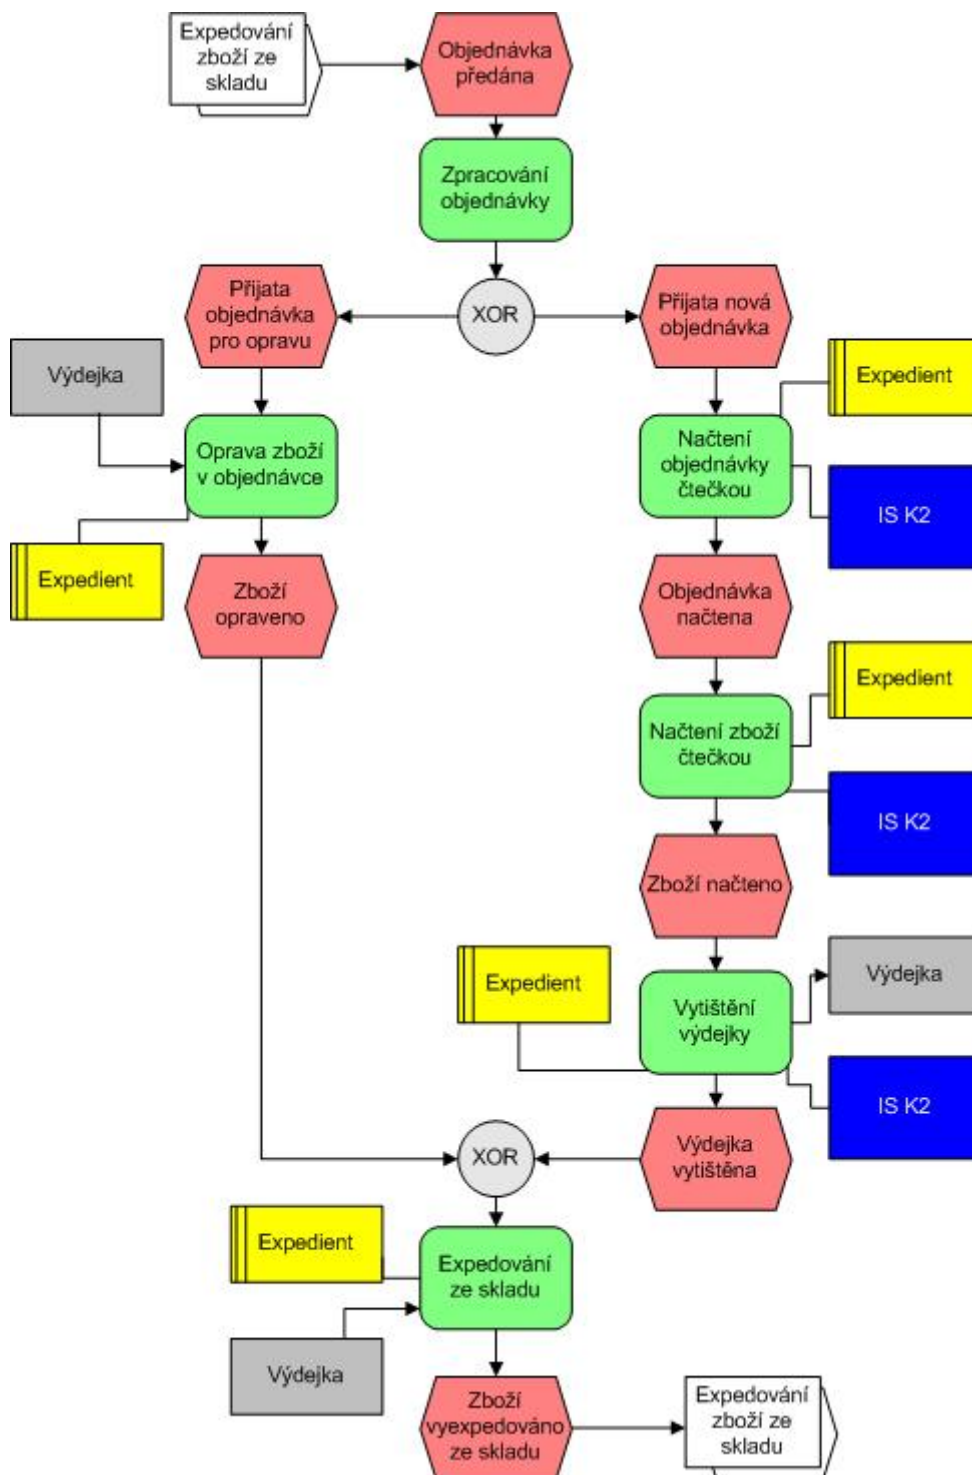 Expedování
zboží ze
skladu
Objednávka
předána
Zpracování
objednávky
Přijata
objednávka
pro opravu
XOR
Přijata nová
objednávka
Výdejka
Expedient
Oprava zboží
v objednávce
Načtení
objednávky
čtečkou
IS K2
Expedient
Zboží
opraveno
Objednávka
načtena
Expedient
Načtení zboží
čtečkou
IS K2
Zboží načteno
Expedient
Vytištění
výdejky
Výdejka
IS K2
XOR
Výdejka
vytištěna
Expedient
Expedování
ze skladu
Výdejka
Zboží
vyexpedováno
ze skladu
Expedování
zboží ze
skladu